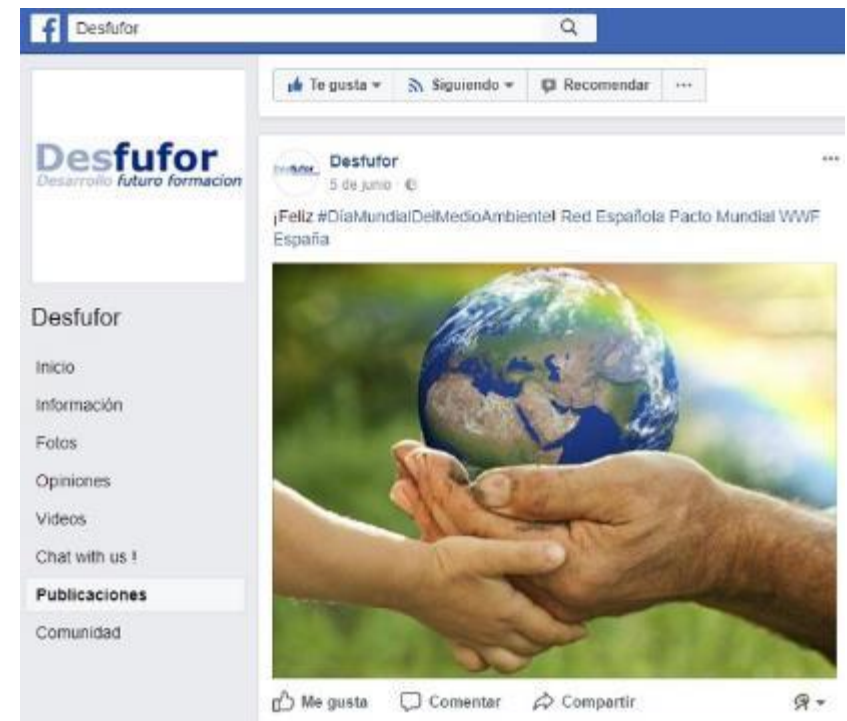 Desfufor
Te gusta Siguiendo Recomendar ...
Desfufor
Desarrollo futuro formacion
Desfufor
5 de junio
¡Feliz #DíaMundialDelMedioAmbiente! Red Española Pacto Mundial WWF
España
Desfufor
Inicio
Información
Fotos
Opiniones
Videos
Chat with us !
Publicaciones
Comunidad
Me gusta Comentar Compartir